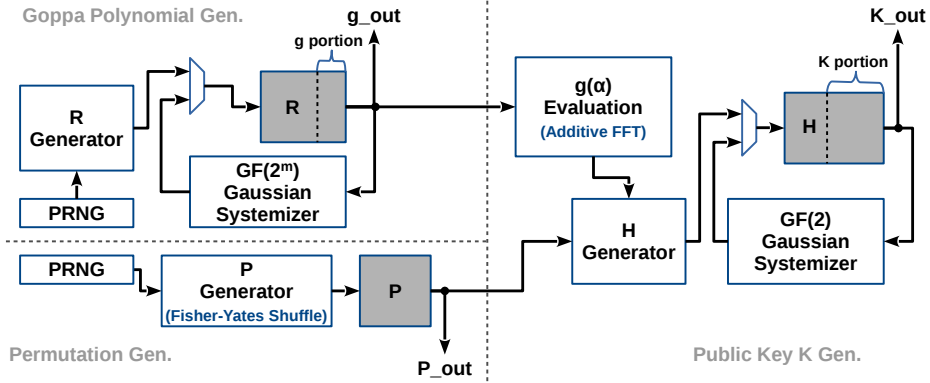 Goppa Polynomial Gen.
g_out
g portion
R
Generator
R
PRNG
GF(2ᵐ)
Gaussian
Systemizer
PRNG
P
Generator
(Fisher-Yates Shuffle)
P
P_out
Permutation Gen.
K_out
K portion
g(α)
Evaluation
(Additive FFT)
H
H
Generator
GF(2)
Gaussian
Systemizer
Public Key K Gen.